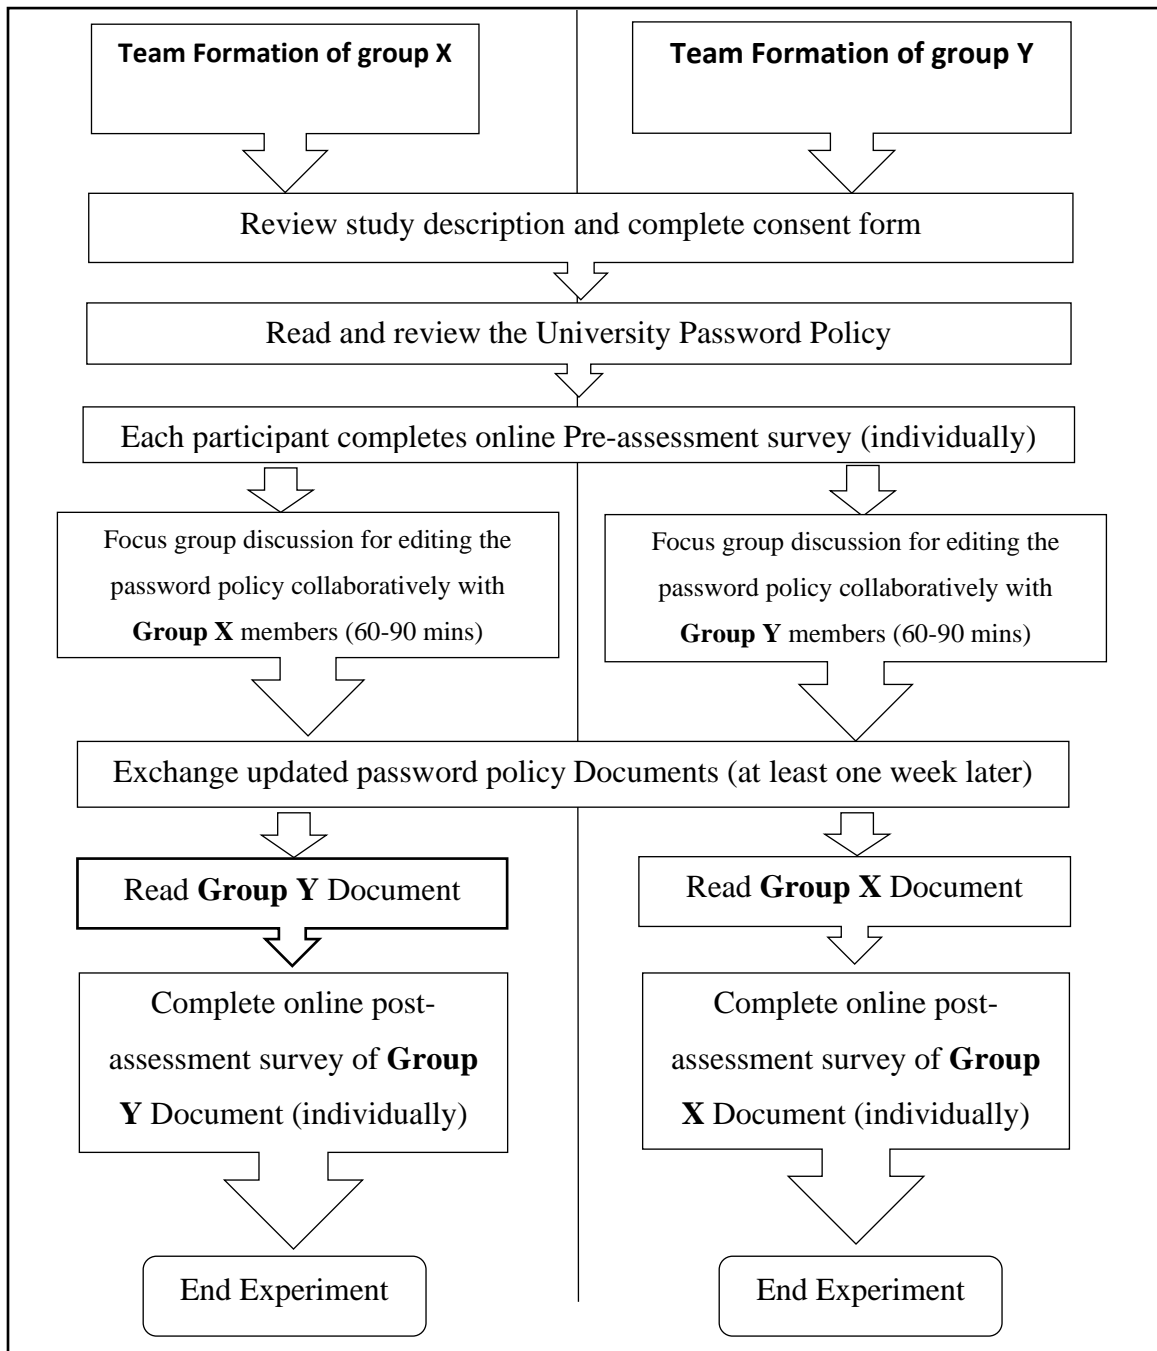 Team Formation of group X
Team Formation of group Y
Review study description and complete consent form
Read and review the University Password Policy
Each participant completes online Pre-assessment survey (individually)
Focus group discussion for editing the
password policy collaboratively with
Group X members (60-90 mins)
Focus group discussion for editing the
password policy collaboratively with
Group Y members (60-90 mins)
Exchange updated password policy Documents (at least one week later)
Read Group Y Document
Read Group X Document
Complete online post-
assessment survey of Group
Y Document (individually)
Complete online post-
assessment survey of Group
X Document (individually)
End Experiment
End Experiment